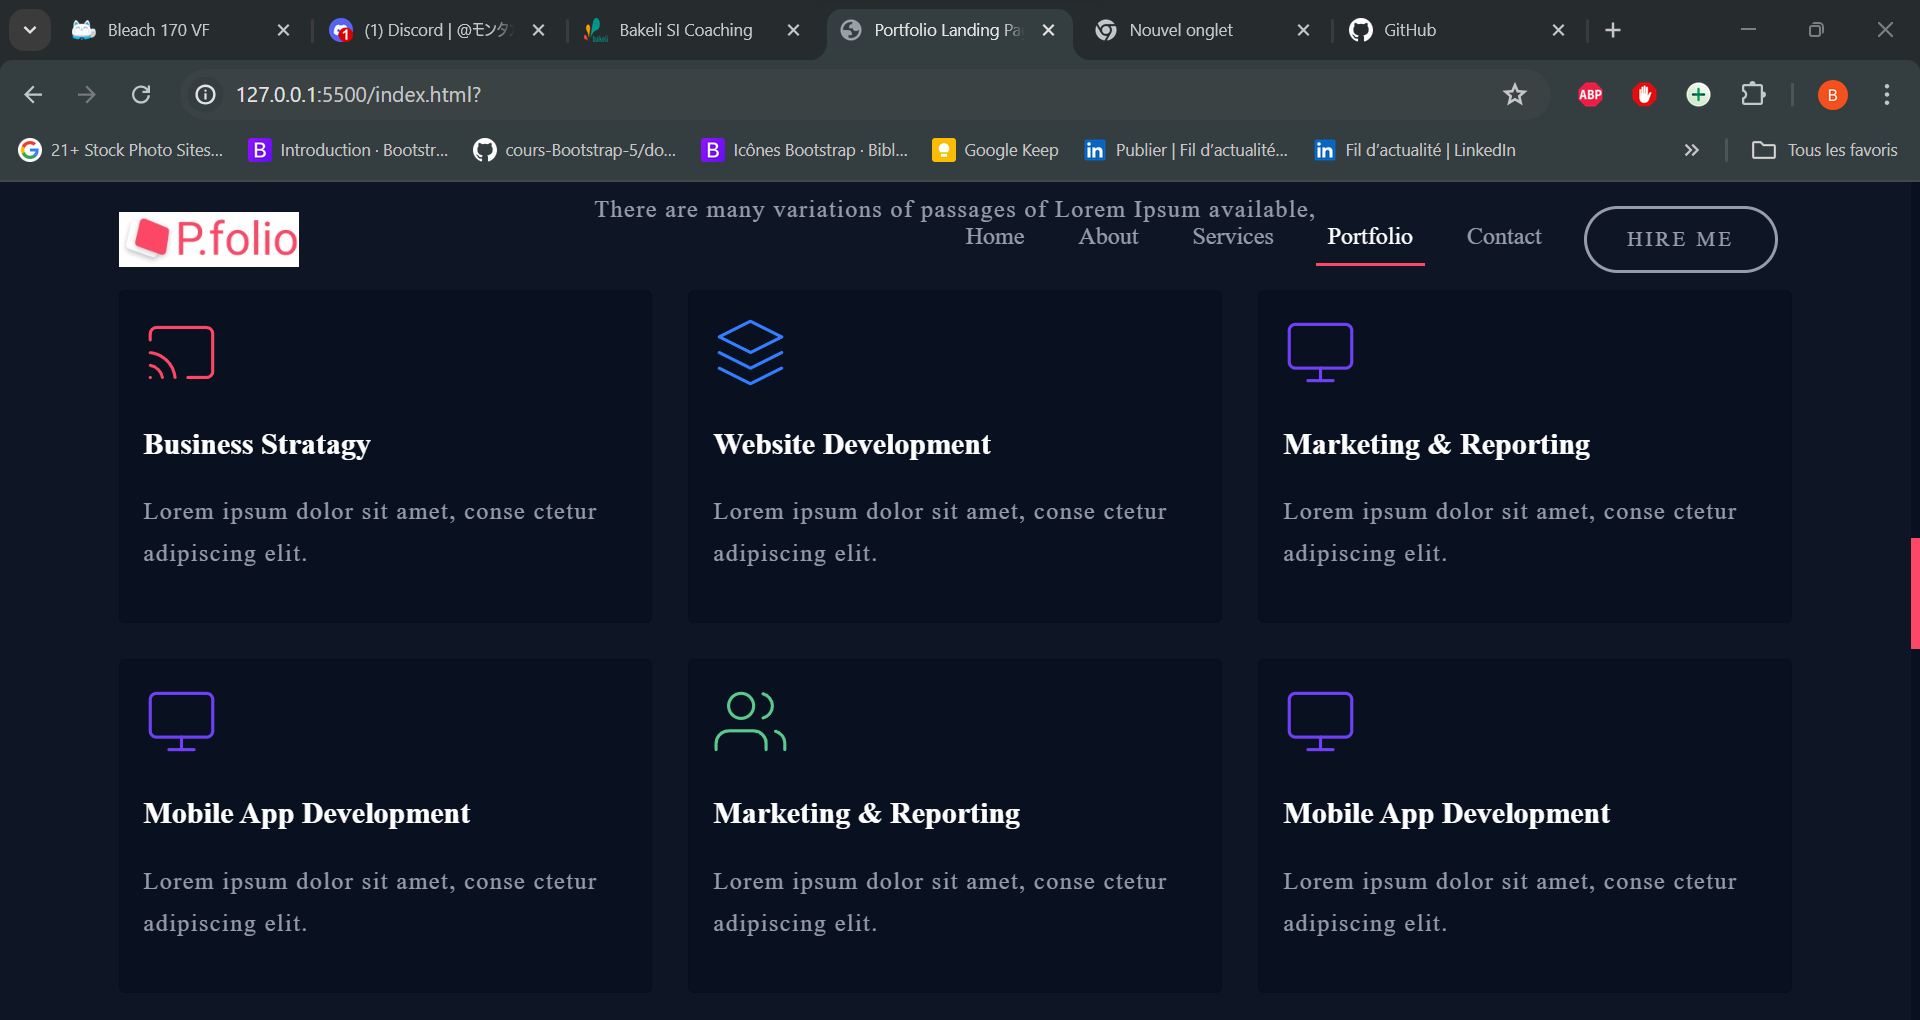 Bleach 170 VF
(1) Discord | @モンタ
Bakeli SI Coaching
Portfolio Landing Pa
Nouvel onglet
GitHub
127.0.0.1:5500/index.html?
ABP
B
21+ Stock Photo Sites...
B
Introduction · Bootstr...
cours-Bootstrap-5/do...
B
Icônes Bootstrap · Bibl...
Google Keep
in
Publier | Fil d'actualité...
in
Fil d'actualité | LinkedIn
Tous les favoris
There are many variations of passages of Lorem Ipsum available,
P.folio
Home
About
Services
Portfolio
Contact
HIRE ME
Business Stratagy
Lorem ipsum dolor sit amet, conse ctetur
adipiscing elit.
Website Development
Lorem ipsum dolor sit amet, conse ctetur
adipiscing elit.
Marketing & Reporting
Lorem ipsum dolor sit amet, conse ctetur
adipiscing elit.
Mobile App Development
Lorem ipsum dolor sit amet, conse ctetur
adipiscing elit.
Marketing & Reporting
Lorem ipsum dolor sit amet, conse ctetur
adipiscing elit.
Mobile App Development
Lorem ipsum dolor sit amet, conse ctetur
adipiscing elit.